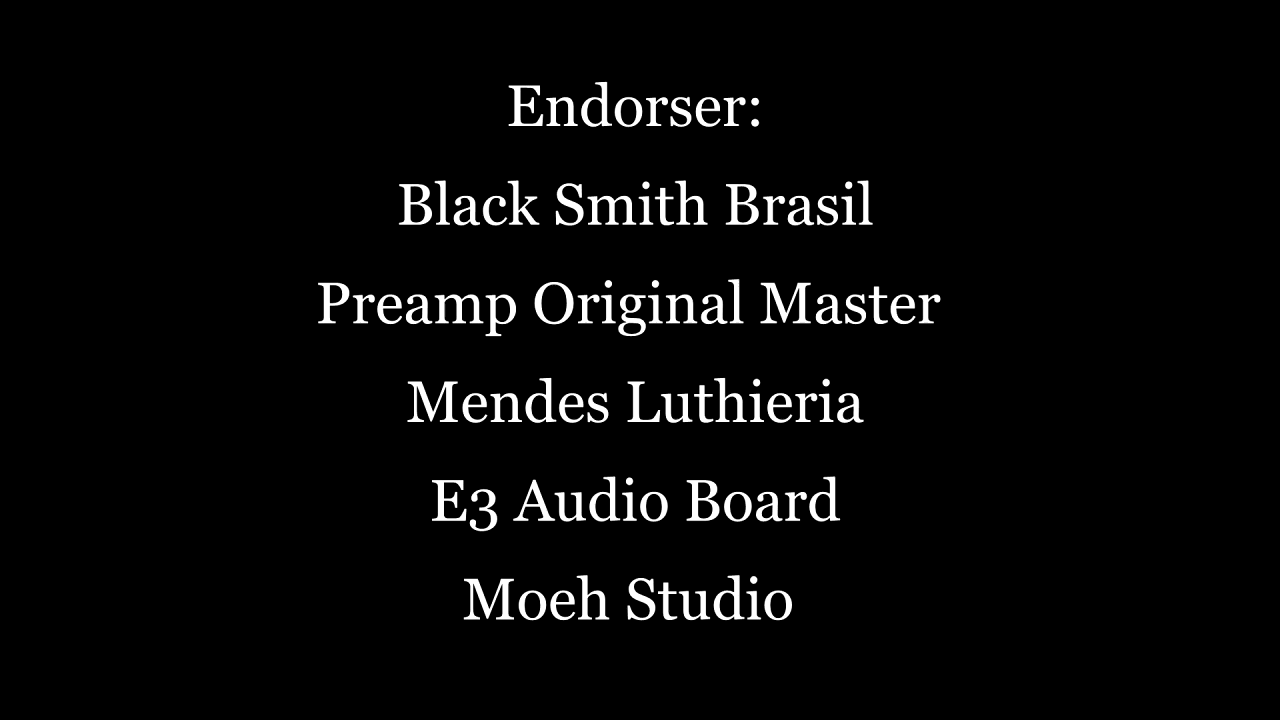 Endorser:
Black Smith Brasil
Preamp Original Master
Mendes Luthieria
E3 Audio Board
Moeh Studio